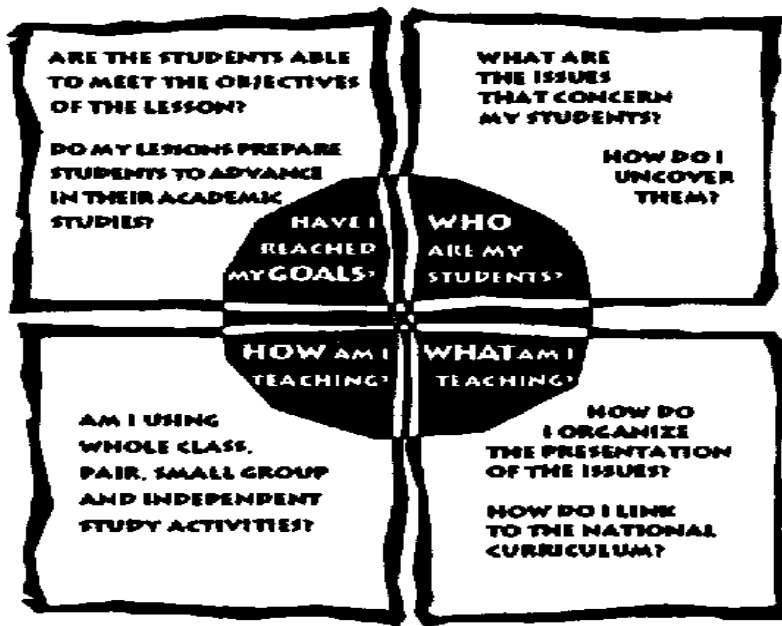 ARE THE STUDENTS ABLE
TO MEET THE OBJECTIVES
OF THE LESSON?
DO MY LESSONS PREPARE
STUDENTS TO ADVANCE
IN THEIR ACADEMIC
STUDIES?
HAVE I
REACHED
MY GOALS?
WHAT ARE
THE ISSUES
THAT CONCERN
MY STUDENTS?
HOW DO I
UNCOVER
THEM?
WHO
ARE MY
STUDENTS?
HOW AM I
TEACHING?
AM I USING
WHOLE CLASS,
PAIR, SMALL GROUP
AND INDEPENDENT
STUDY ACTIVITIES?
WHAT AM I
TEACHING?
HOW DO
I ORGANIZE
THE PRESENTATION
OF THE ISSUES?
HOW DO I LINK
TO THE NATIONAL
CURRICULUM?